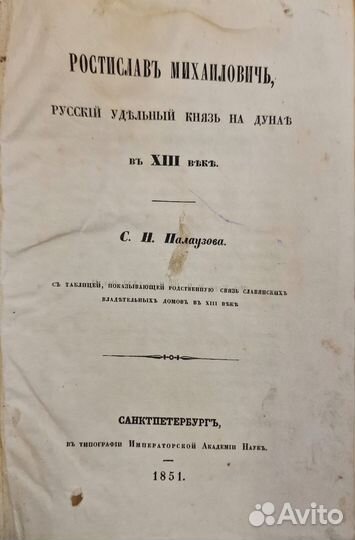 РОСТИСЛАВЪ МИХАИЛОВИЧЬ,
РУССКІЙ УДѢЛЬНЫЙ КНЯЗЬ НА ДУНАѢ
ВЪ XIII ВѢКѢ.
С. Н. Палаузова.
СЪ ТАБЛИЦЕЙ, ПОКАЗЫВАЮЩЕЙ РОДСТВЕННУЮ СВЯЗЬ СЛАВЯНСКИХЪ
ВЛАДѢТЕЛЬНЫХЪ ДОМОВЪ ВЪ XIII ВѢКѢ
САНКТПЕТЕРБУРГЪ,
ВЪ ТИПОГРАФІИ ИМПЕРАТОРСКОЙ АКАДЕМІИ НАУКЪ.
1851.
Avito